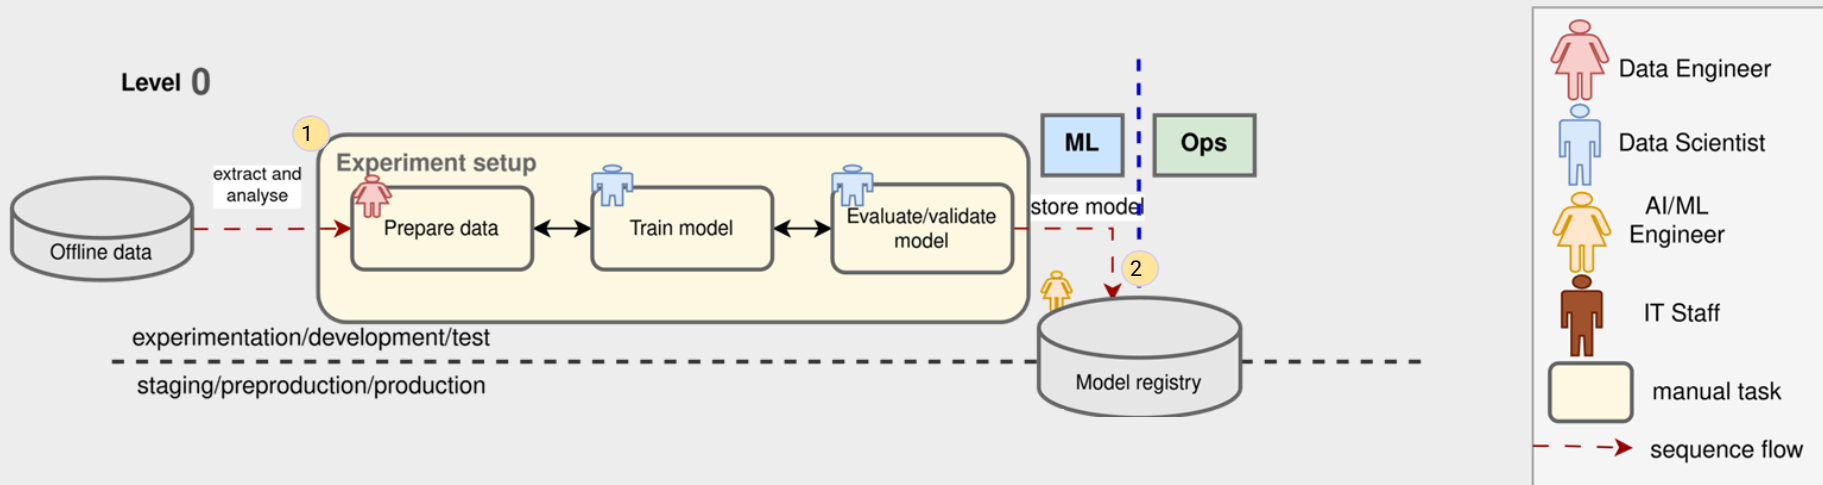 Level 0
1
Experiment setup
extract and
analyse
Offline data
Prepare data
Train model
Evaluate/validate
model
ML
Ops
store model
2
Model registry
experimentation/development/test
staging/preproduction/production
Data Engineer
Data Scientist
AI/ML
Engineer
IT Staff
manual task
sequence flow